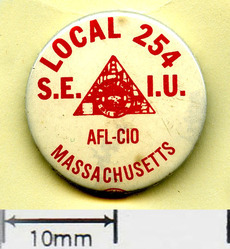 LOCAL 254
S.E. I.U.
AFL-CIO
MASSACHUSETTS
10mm